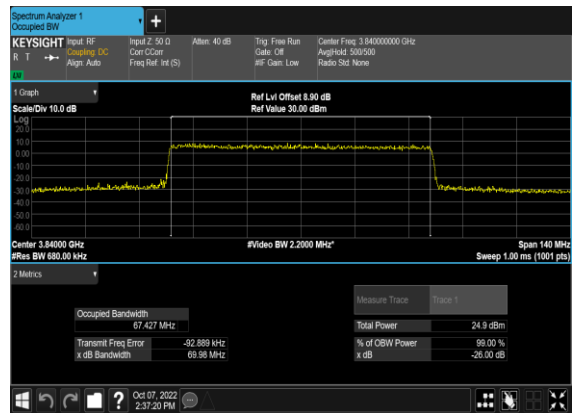 Spectrum Analyzer 1
Occupied BW
KEYSIGHT
R T
LW
Input: RF
Coupling: DC
Align: Auto
Input Z: 50 Ω
Corr CCorr
Freq Ref: Int (S)
Atten: 40 dB
Trig: Free Run
Gate: Off
#IF Gain: Low
Center Freq: 3.840000000 GHz
Avg|Hold: 500/500
Radio Std: None
1 Graph
Scale/Div 10.0 dB
Ref Lvl Offset 8.90 dB
Ref Value 30.00 dBm
Log
20.0
10.0
0.00
-10.0
-20.0
-30.0
-40.0
-50.0
-60.0
Center 3.84000 GHz
#Res BW 680.00 kHz
#Video BW 2.2000 MHz*
Span 140 MHz
Sweep 1.00 ms (1001 pts)
2 Metrics
Measure Trace Trace 1
Occupied Bandwidth
67.427 MHz
Total Power 24.9 dBm
Transmit Freq Error -92.889 kHz
% of OBW Power 99.00 %
x dB Bandwidth 69.98 MHz
x dB -26.00 dB
Oct 07, 2022
2:37:20 PM